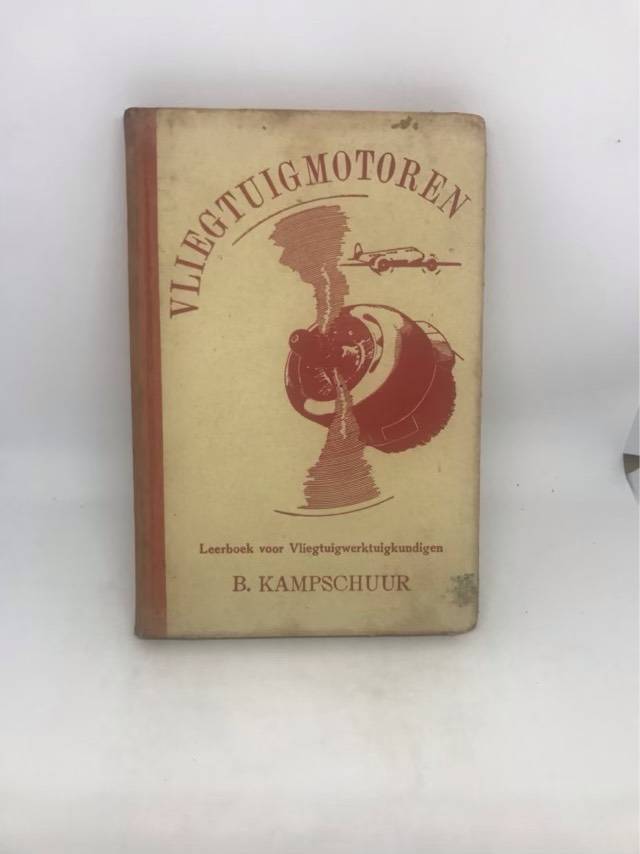 VLIEGTUIGMOTOREN
Leerboek voor Vliegtuigwerktuigkundigen
B. KAMPSCHUUR